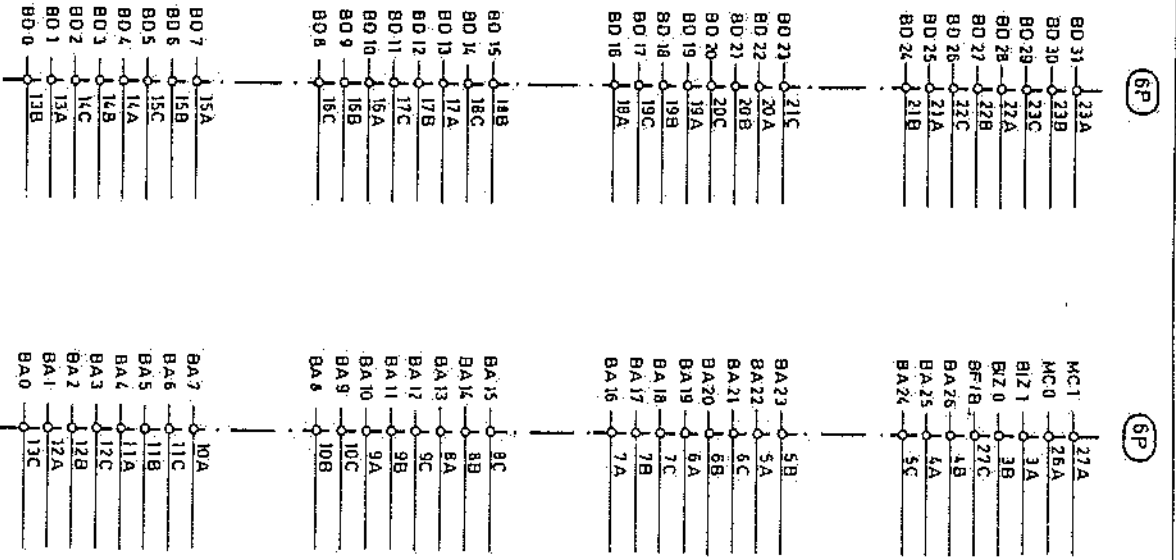 6P
BD 31 23A
BD 30 23B
BD 29 23C
BD 28 22A
BD 27 22B
BD 26 22C
BD 25 21A
BD 24 21B
BD 23 21C
BD 22 20A
BD 21 20B
BD 20 20C
BD 19 19A
BD 18 19B
BD 17 19C
BD 16 18A
BD 15 18B
BD 14 18C
BD 13 17A
BD 12 17B
BD 11 17C
BD 10 16A
BD 9 16B
BD 8 16C
BD 7 15A
BD 6 15B
BD 5 15C
BD 4 14A
BD 3 14B
BD 2 14C
BD 1 13A
BD 0 13B
6P
MC 1 27A
MC 0 26A
BIZ 1 3A
BIZ 0 3B
27C
BA 26 4B
BA 25 4A
BA 24 5C
BA 23 5B
BA 22 5A
BA 21 6C
BA 20 6B
BA 19 6A
BA 18 7C
BA 17 7B
BA 16 7A
BA 15 8C
BA 14 8B
BA 13 8A
BA 12 9C
BA 11 9B
BA 10 9A
BA 9 10C
BA 8 10B
BA 7 10A
BA 6 11C
BA 5 11B
BA 4 11A
BA 3 12C
BA 2 12B
BA 1 12A
BA 0 13C